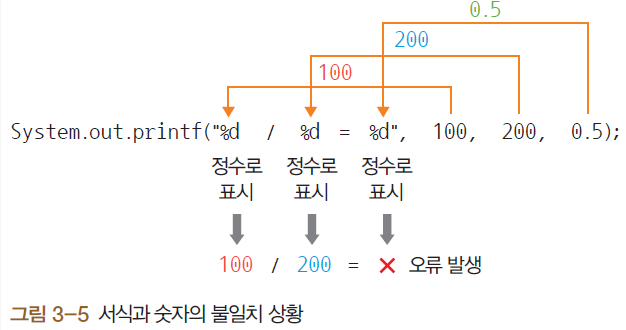 0.5
200
100
System.out.printf("%d / %d = %d", 100, 200, 0.5);
정수로 정수로 정수로
표시 표시 표시
100 / 200 = ✕ 오류 발생
그림 3-5 서식과 숫자의 불일치 상황